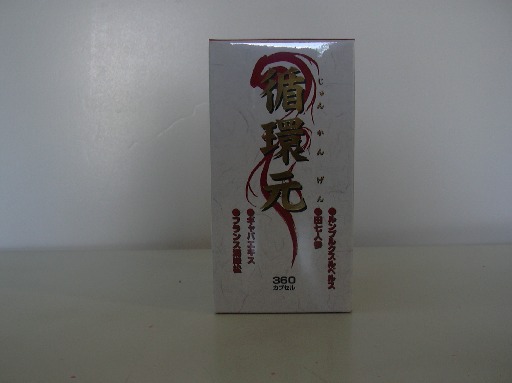 循環元
じゅんかんげん
●ルンブルクスルベルス
●田七人参
●ギャバエキス
●フランス海岸松
360
カプセル